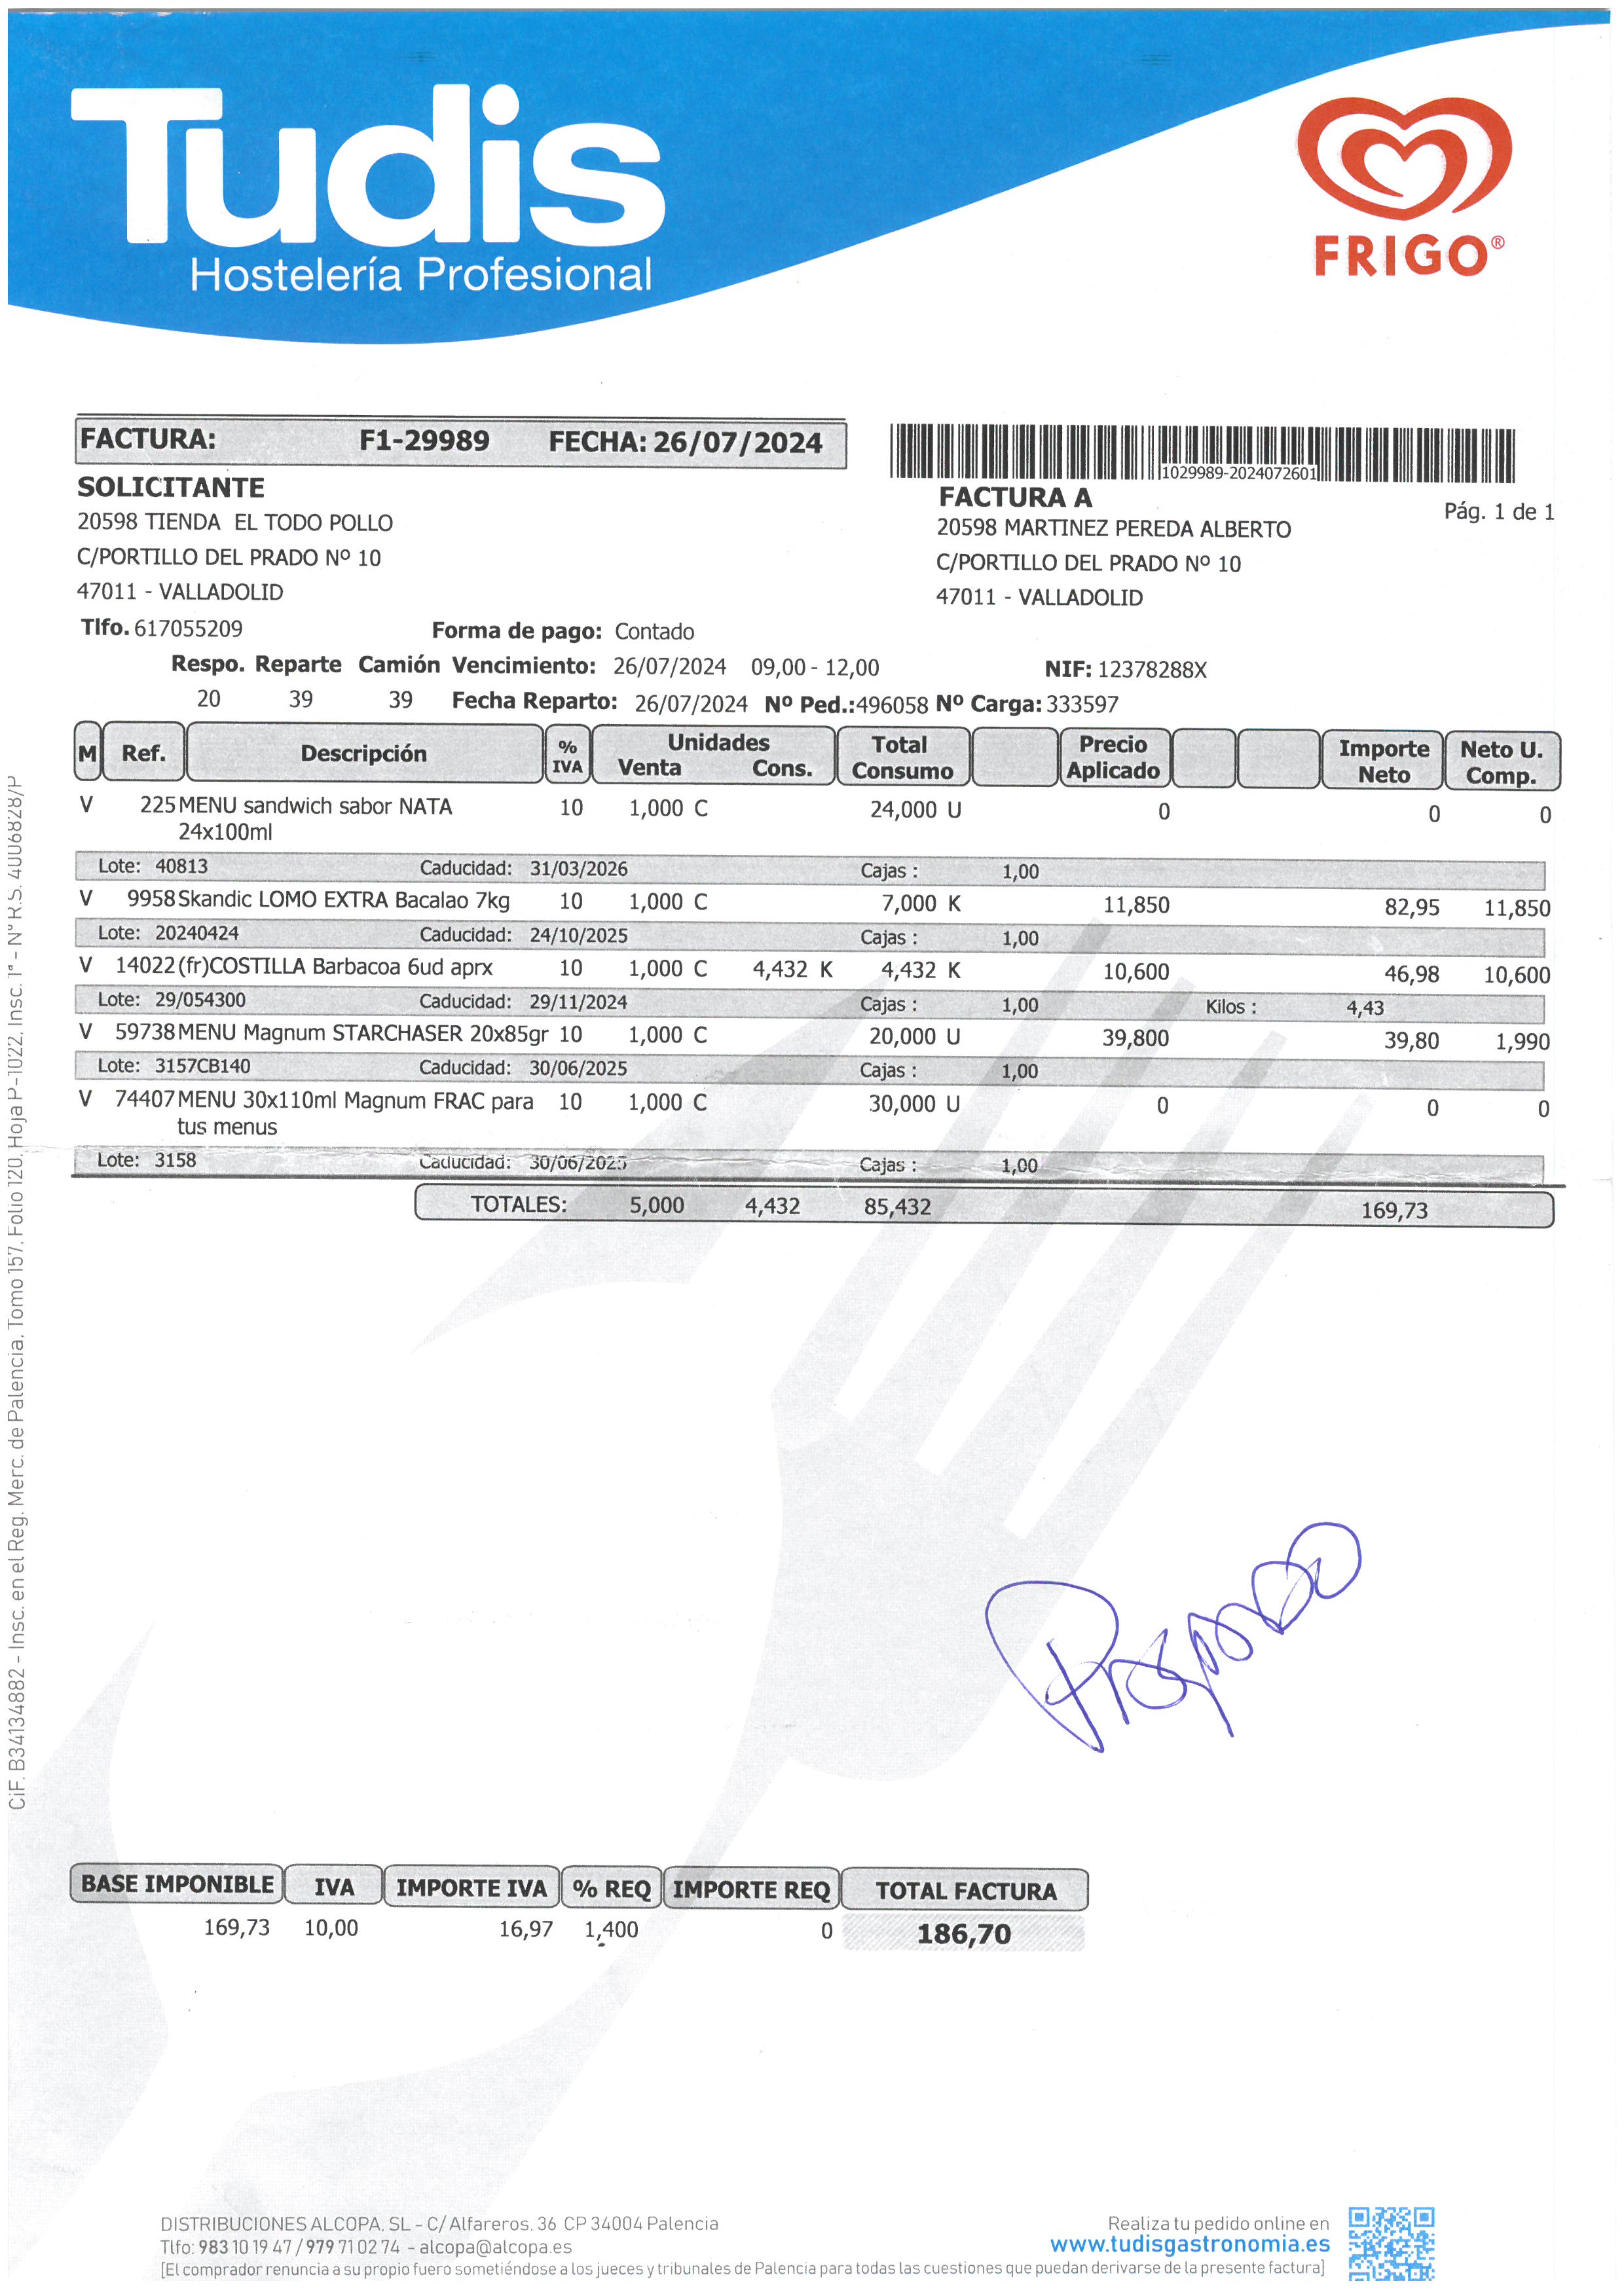 Tudis
Hostelería Profesional
FRIGO®
FACTURA: F1-29989 FECHA: 26/07/2024
1029989-2024072601
SOLICITANTE
20598 TIENDA EL TODO POLLO
C/PORTILLO DEL PRADO Nº 10
47011 - VALLADOLID
FACTURA A
Pág. 1 de 1
20598 MARTINEZ PEREDA ALBERTO
C/PORTILLO DEL PRADO Nº 10
47011 - VALLADOLID
Tlfo. 617055209 Forma de pago: Contado
Respo. Reparte Camión Vencimiento: 26/07/2024 09,00 - 12,00 NIF: 12378288X
20 39 39 Fecha Reparto: 26/07/2024 Nº Ped.:496058 Nº Carga: 333597
M Ref. Descripción % IVA Unidades Venta Cons. Total Consumo Precio Aplicado Importe Neto Neto U. Comp.
V 225 MENU sandwich sabor NATA 10 1,000 C 24,000 U 0 0 0
24x100ml
Lote: 40813 Caducidad: 31/03/2026 Cajas : 1,00
V 9958 Skandic LOMO EXTRA Bacalao 7kg 10 1,000 C 7,000 K 11,850 82,95 11,850
Lote: 20240424 Caducidad: 24/10/2025 Cajas : 1,00
V 14022 (fr)COSTILLA Barbacoa 6ud aprx 10 1,000 C 4,432 K 4,432 K 10,600 46,98 10,600
Lote: 29/054300 Caducidad: 29/11/2024 Cajas : 1,00 Kilos : 4,43
V 59738 MENU Magnum STARCHASER 20x85gr 10 1,000 C 20,000 U 39,800 39,80 1,990
Lote: 3157CB140 Caducidad: 30/06/2025 Cajas : 1,00
V 74407 MENU 30x110ml Magnum FRAC para 10 1,000 C 30,000 U 0 0 0
tus menus
Lote: 3158 Caducidad: 30/06/2025 Cajas : 1,00
TOTALES: 5,000 4,432 85,432 169,73
BASE IMPONIBLE IVA IMPORTE IVA % REQ IMPORTE REQ TOTAL FACTURA
169,73 10,00 16,97 1,400 0 186,70
CiF. B34134882 - Insc. en el Reg. Merc. de Palencia, Tomo 157, Folio 120, Hoja P-1022, Insc. 1ª - Nº R.S. 4006828/P
DISTRIBUCIONES ALCOPA, SL - C/ Alfareros, 36 CP 34004 Palencia
Tlfo: 983 10 19 47 / 979 71 02 74 - alcopa@alcopa.es
Realiza tu pedido online en
www.tudisgastronomia.es
[El comprador renuncia a su propio fuero sometiéndose a los jueces y tribunales de Palencia para todas las cuestiones que puedan derivarse de la presente factura]